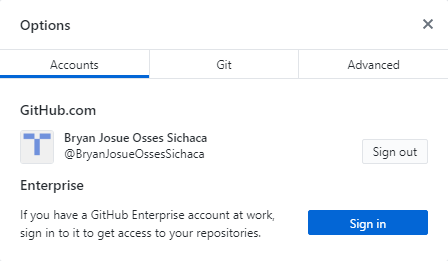 Options
Accounts
Git
Advanced
GitHub.com
Bryan Josue Osses Sichaca
@BryanJosueOssesSichaca
Sign out
Enterprise
If you have a GitHub Enterprise account at work,
sign in to it to get access to your repositories.
Sign in